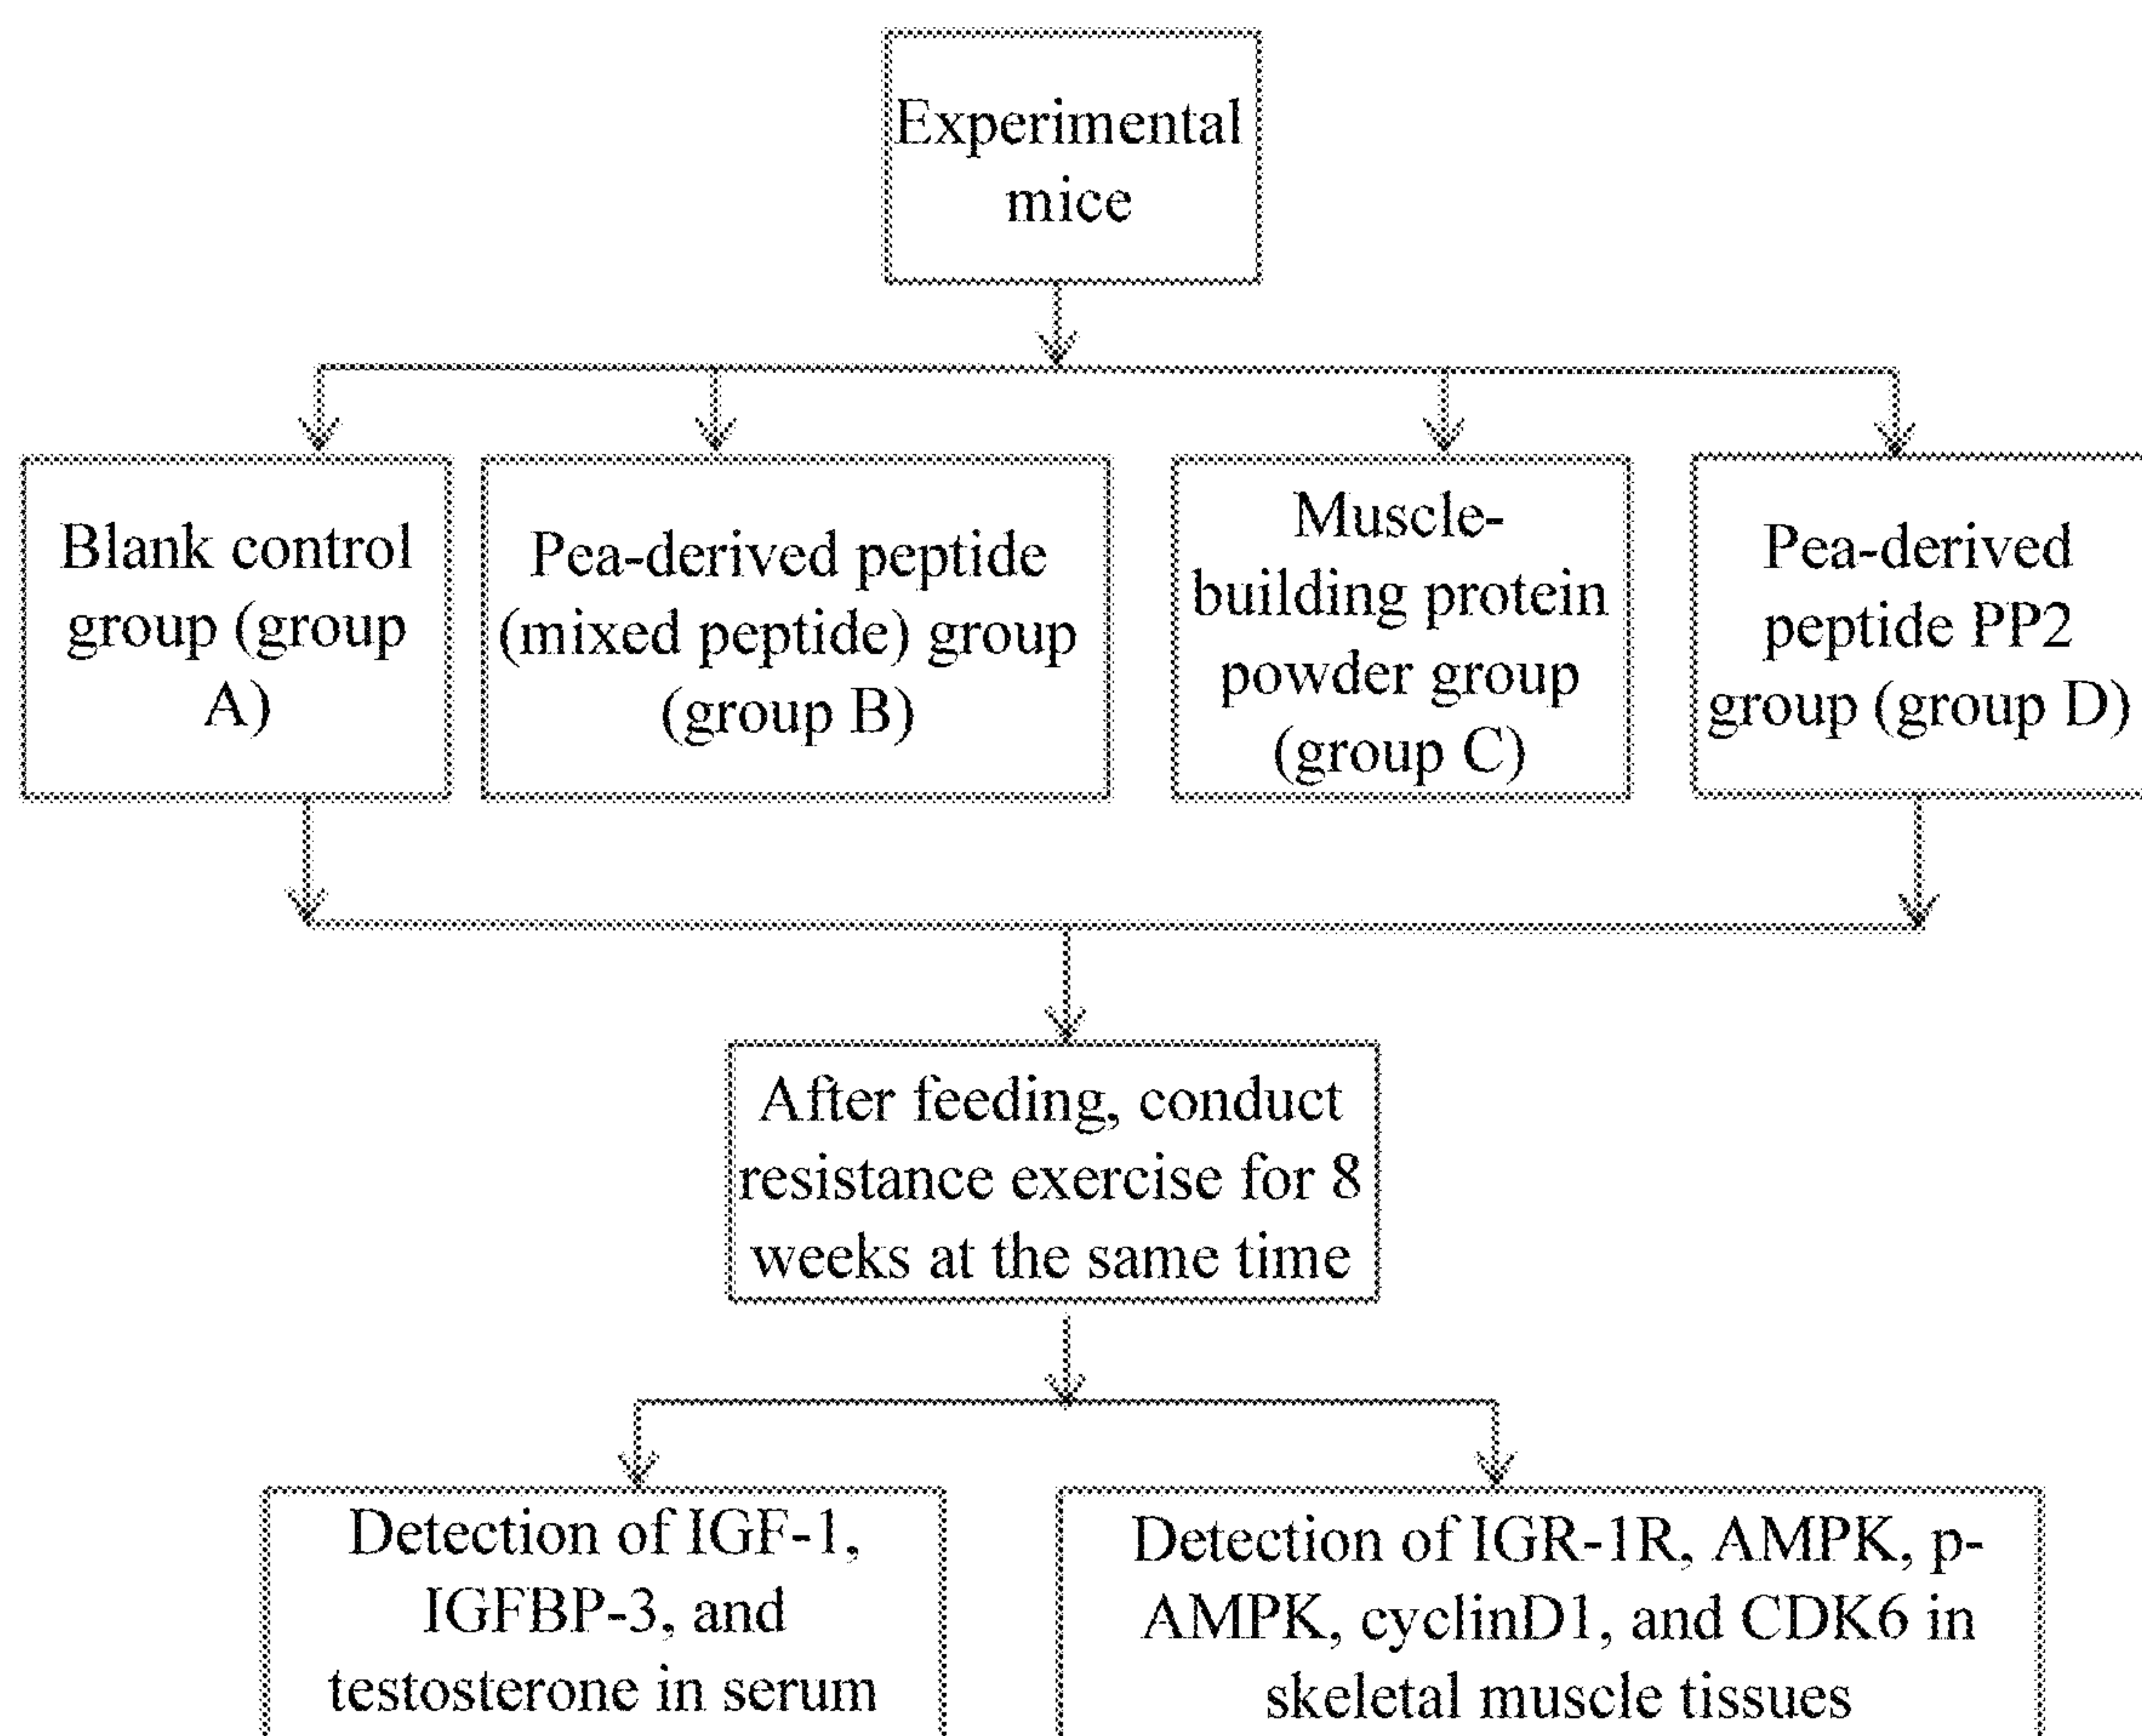 Experimental
mice
Blank control
group (group
A)
Pea-derived peptide
(mixed peptide) group
(group B)
Muscle-
building protein
powder group
(group C)
Pea-derived
peptide PP2
group (group D)
After feeding, conduct
resistance exercise for 8
weeks at the same time
Detection of IGF-1,
IGFBP-3, and
testosterone in serum
Detection of IGR-1R, AMPK, p-
AMPK, cyclinD1, and CDK6 in
skeletal muscle tissues